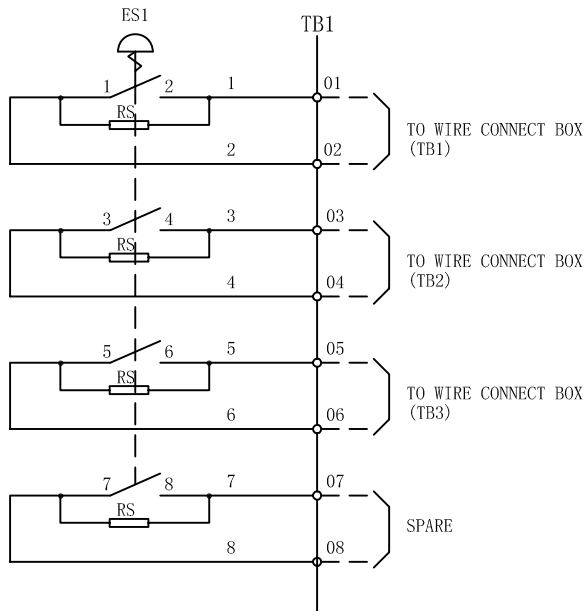 ES1
TB1
1 2 1 01
RS
2 02
TO WIRE CONNECT BOX
(TB1)
3 4 3 03
RS
4 04
TO WIRE CONNECT BOX
(TB2)
5 6 5 05
RS
6 06
TO WIRE CONNECT BOX
(TB3)
7 8 7 07
RS
8 08
SPARE